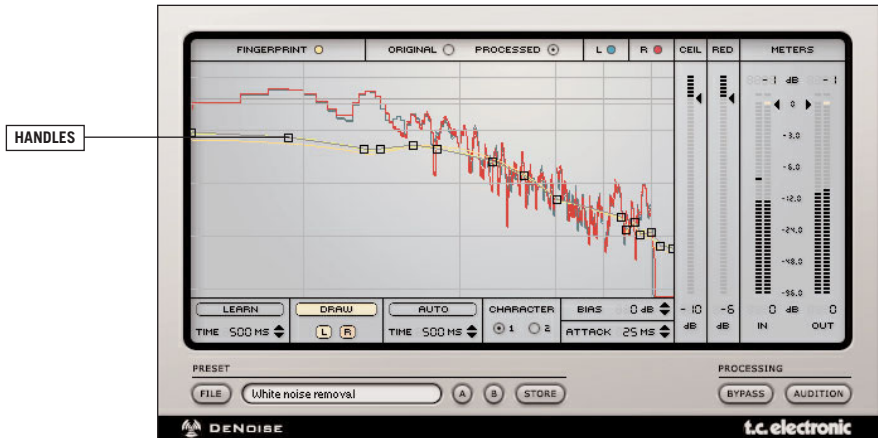 FINGERPRINT ORIGINAL PROCESSED L R CEIL RED METERS
-1 dB -1
HANDLES
0
-3.0
-6.0
-12.0
-24.0
-48.0
-96.0
LEARN DRAW AUTO CHARACTER BIAS 0 dB -10 -6 0 dB 0
TIME 500 MS L R TIME 500 MS 1 2 ATTACK 25 MS dB dB IN OUT
PRESET PROCESSING
FILE White noise removal A B STORE BYPASS AUDITION
DENOISE t.c. electronic